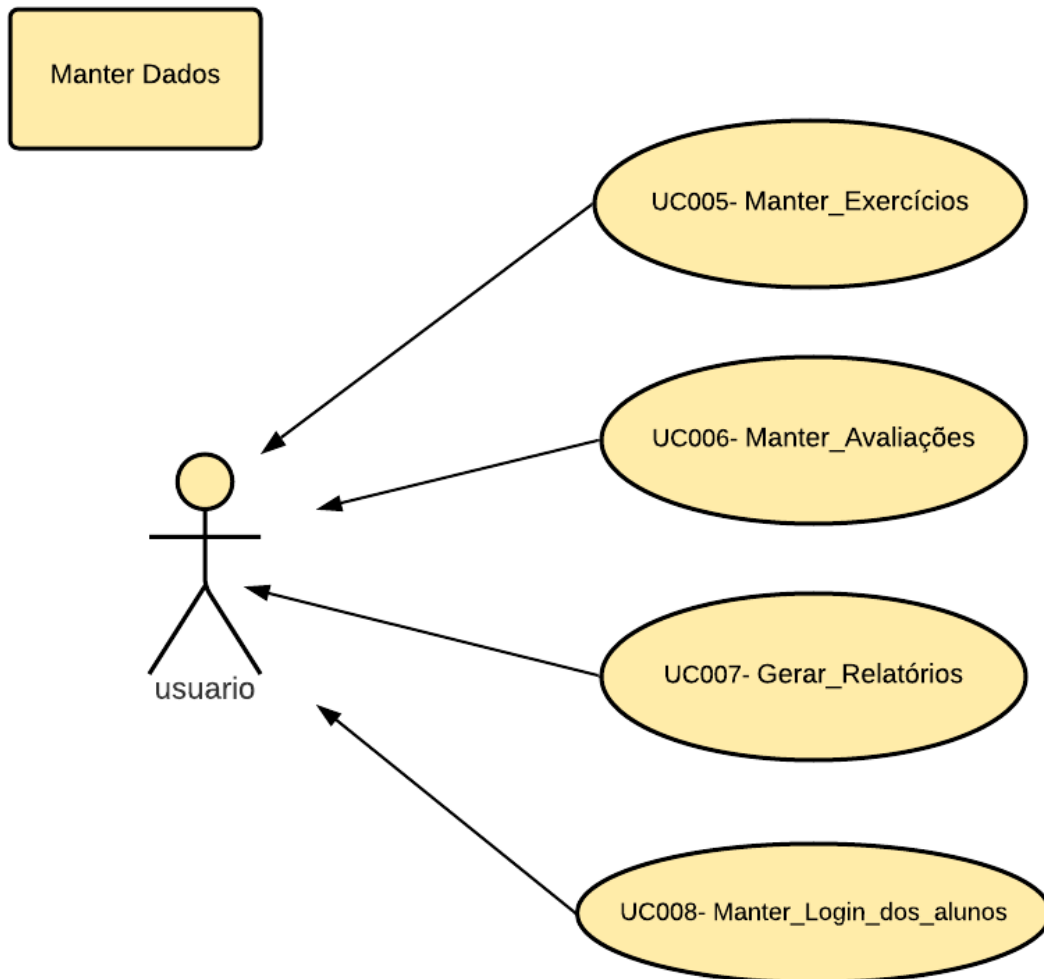 Manter Dados
UC005- Manter_Exercícios
UC006- Manter_Avaliações
UC007- Gerar_Relatórios
usuario
UC008- Manter_Login_dos_alunos